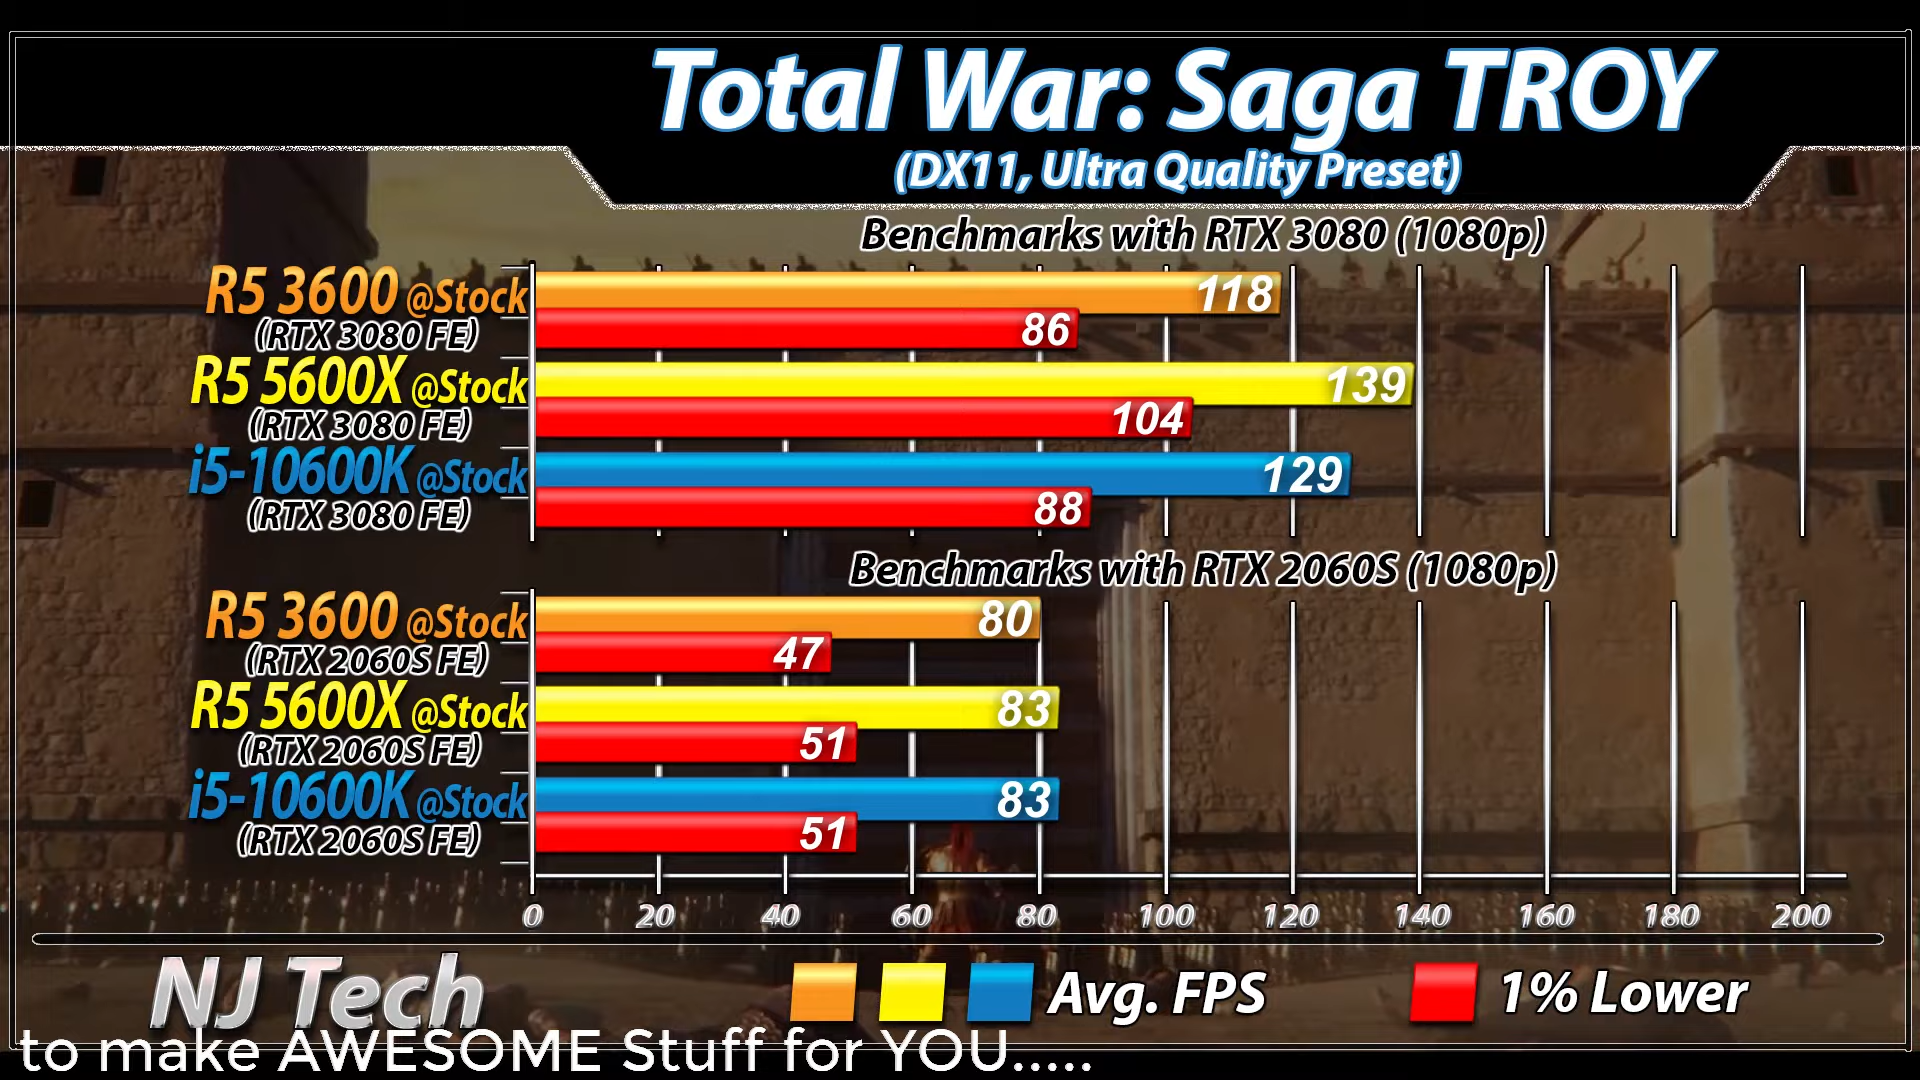 Total War: Saga TROY
(DX11, Ultra Quality Preset)
Benchmarks with RTX 3080 (1080p)
R5 3600 @Stock
118
(RTX 3080 FE)
86
R5 5600X @Stock
139
(RTX 3080 FE)
104
i5-10600K @Stock
129
(RTX 3080 FE)
88
Benchmarks with RTX 2060S (1080p)
R5 3600 @Stock
80
(RTX 2060S FE)
47
R5 5600X @Stock
83
(RTX 2060S FE)
51
i5-10600K @Stock
83
(RTX 2060S FE)
51
0 20 40 60 80 100 120 140 160 180 200
NJ Tech
Avg. FPS
1% Lower
to make AWESOME Stuff for YOU.....